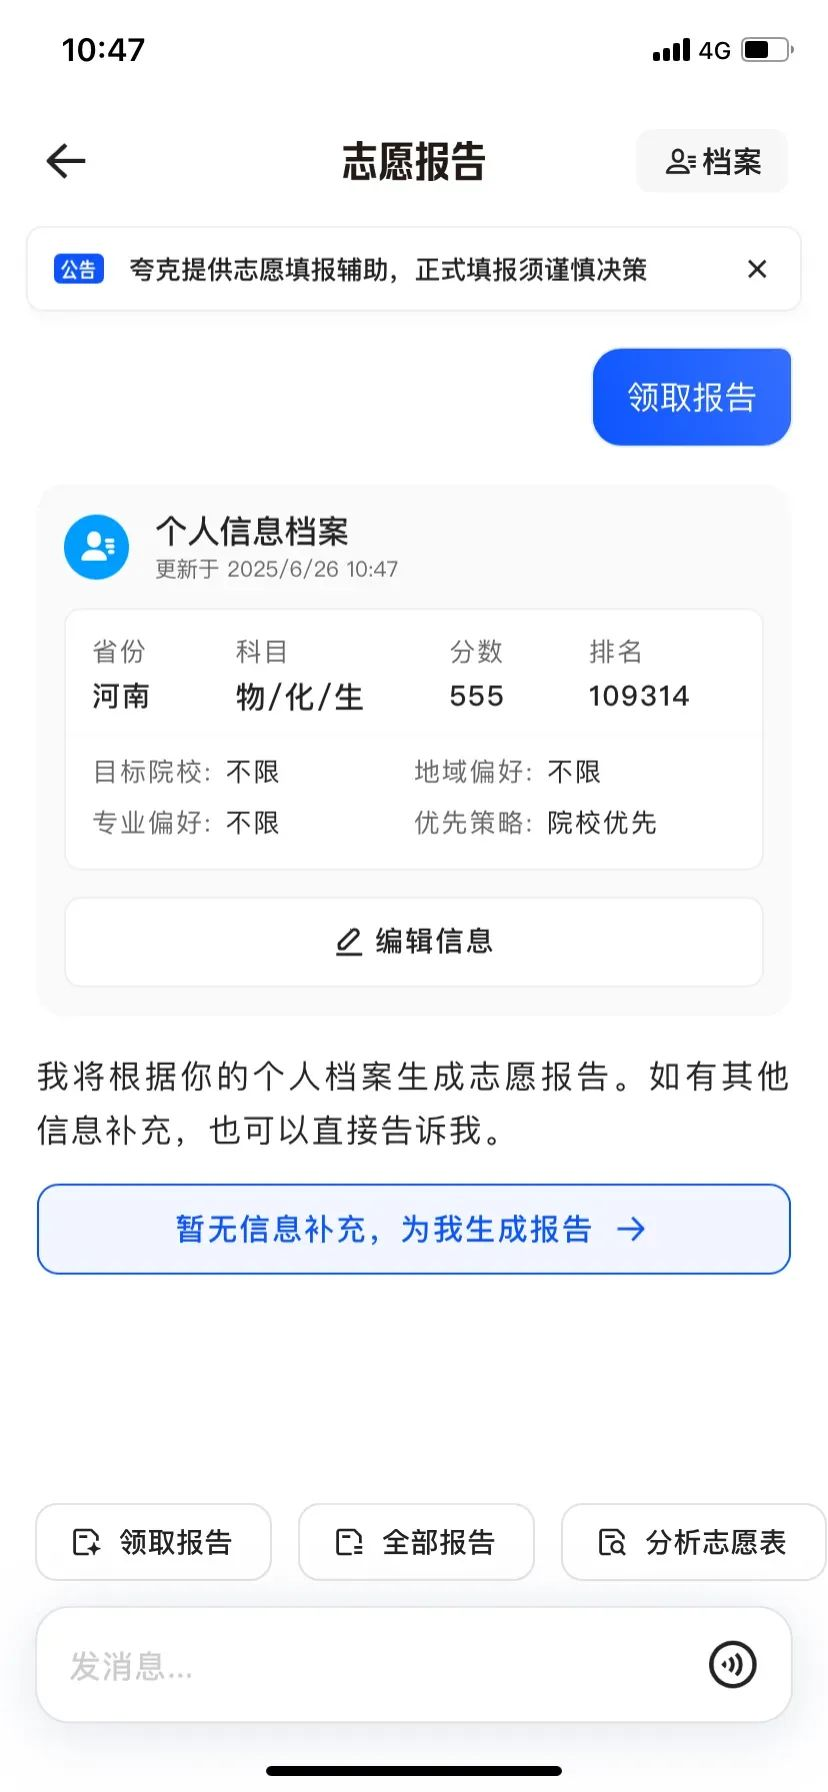 10:47
4G
志愿报告
档案
公告 夸克提供志愿填报辅助，正式填报须谨慎决策
领取报告
个人信息档案
更新于 2025/6/26 10:47
省份 科目 分数 排名
河南 物/化/生 555 109314
目标院校: 不限 地域偏好: 不限
专业偏好: 不限 优先策略: 院校优先
编辑信息
我将根据你的个人档案生成志愿报告。如有其他
信息补充，也可以直接告诉我。
暂无信息补充，为我生成报告
领取报告 全部报告 分析志愿表
发消息...